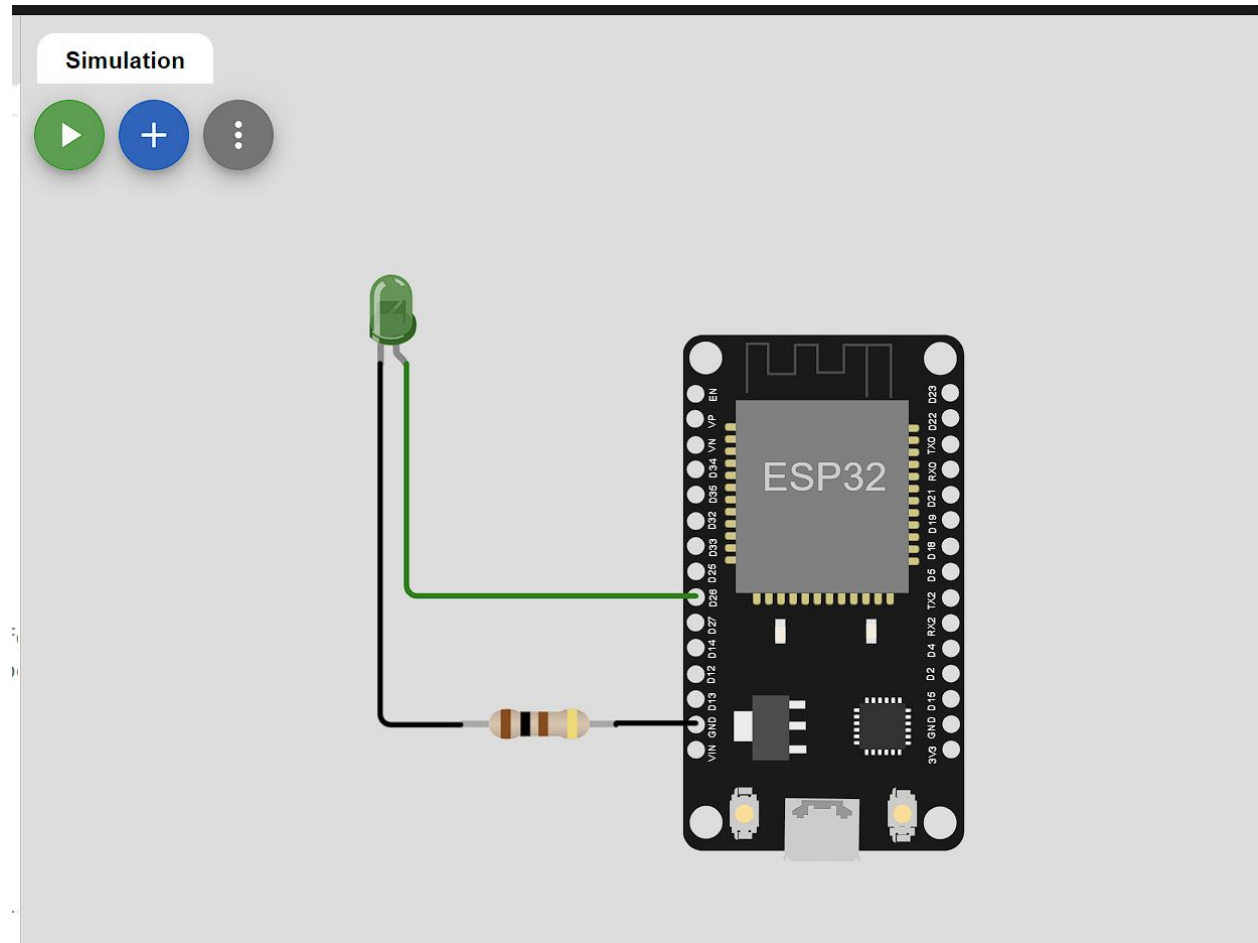 Simulation
ESP32
EN
VP
VN
D34
D35
D32
D33
D25
D26
D27
D14
D12
D13
GND
VIN
D23
D22
TX0
RX0
D21
D19
D18
D5
TX2
RX2
D4
D2
D15
GND
3V3